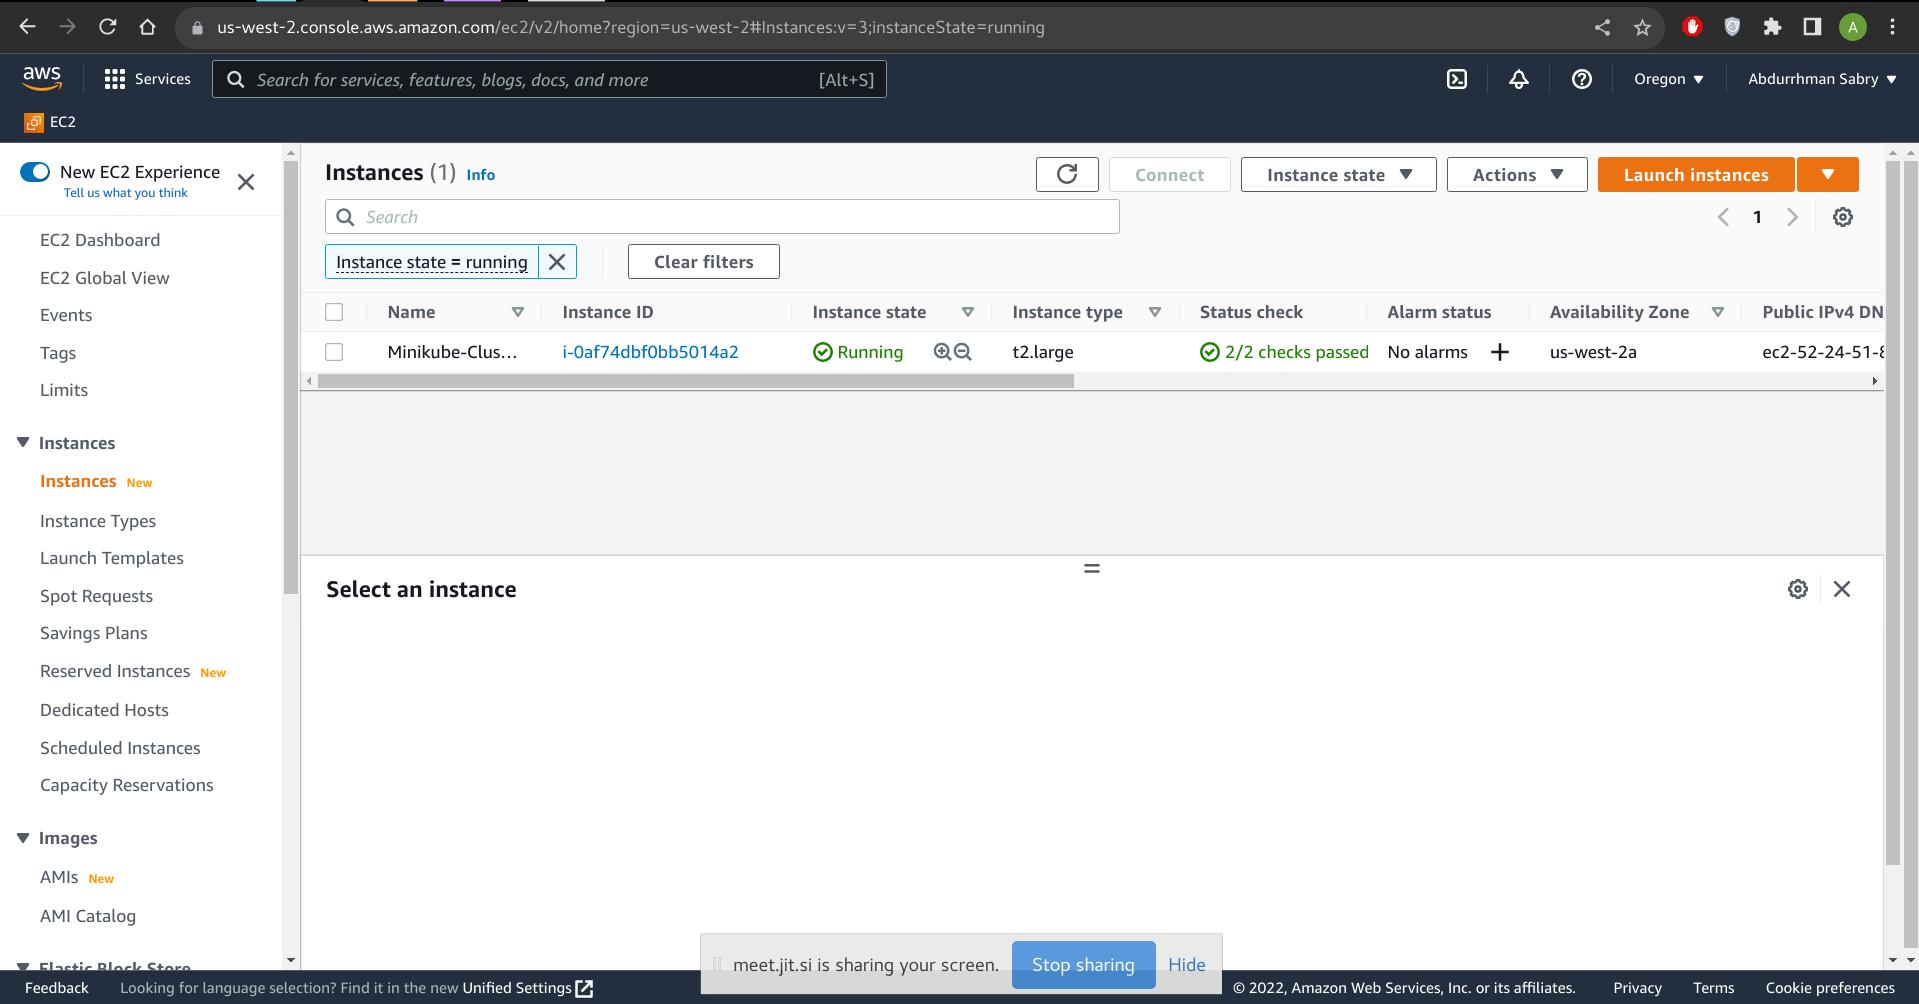 us-west-2.console.aws.amazon.com/ec2/v2/home?region=us-west-2#Instances:v=3;instanceState=running
A
aws
Services
Search for services, features, blogs, docs, and more
[Alt+S]
Oregon
Abdurrhman Sabry
EC2
New EC2 Experience
Tell us what you think
EC2 Dashboard
EC2 Global View
Events
Tags
Limits
Instances
Instances New
Instance Types
Launch Templates
Spot Requests
Savings Plans
Reserved Instances New
Dedicated Hosts
Scheduled Instances
Capacity Reservations
Images
AMIs New
AMI Catalog
Elastic Block Store
Instances (1) Info
Connect
Instance state
Actions
Launch instances
Search
1
Instance state = running
Clear filters
Name Instance ID Instance state Instance type Status check Alarm status Availability Zone Public IPv4 DN
Minikube-Clus... i-0af74dbf0bb5014a2 Running t2.large 2/2 checks passed No alarms us-west-2a ec2-52-24-51-8
Select an instance
meet.jit.si is sharing your screen. Stop sharing Hide
Feedback Looking for language selection? Find it in the new Unified Settings © 2022, Amazon Web Services, Inc. or its affiliates. Privacy Terms Cookie preferences